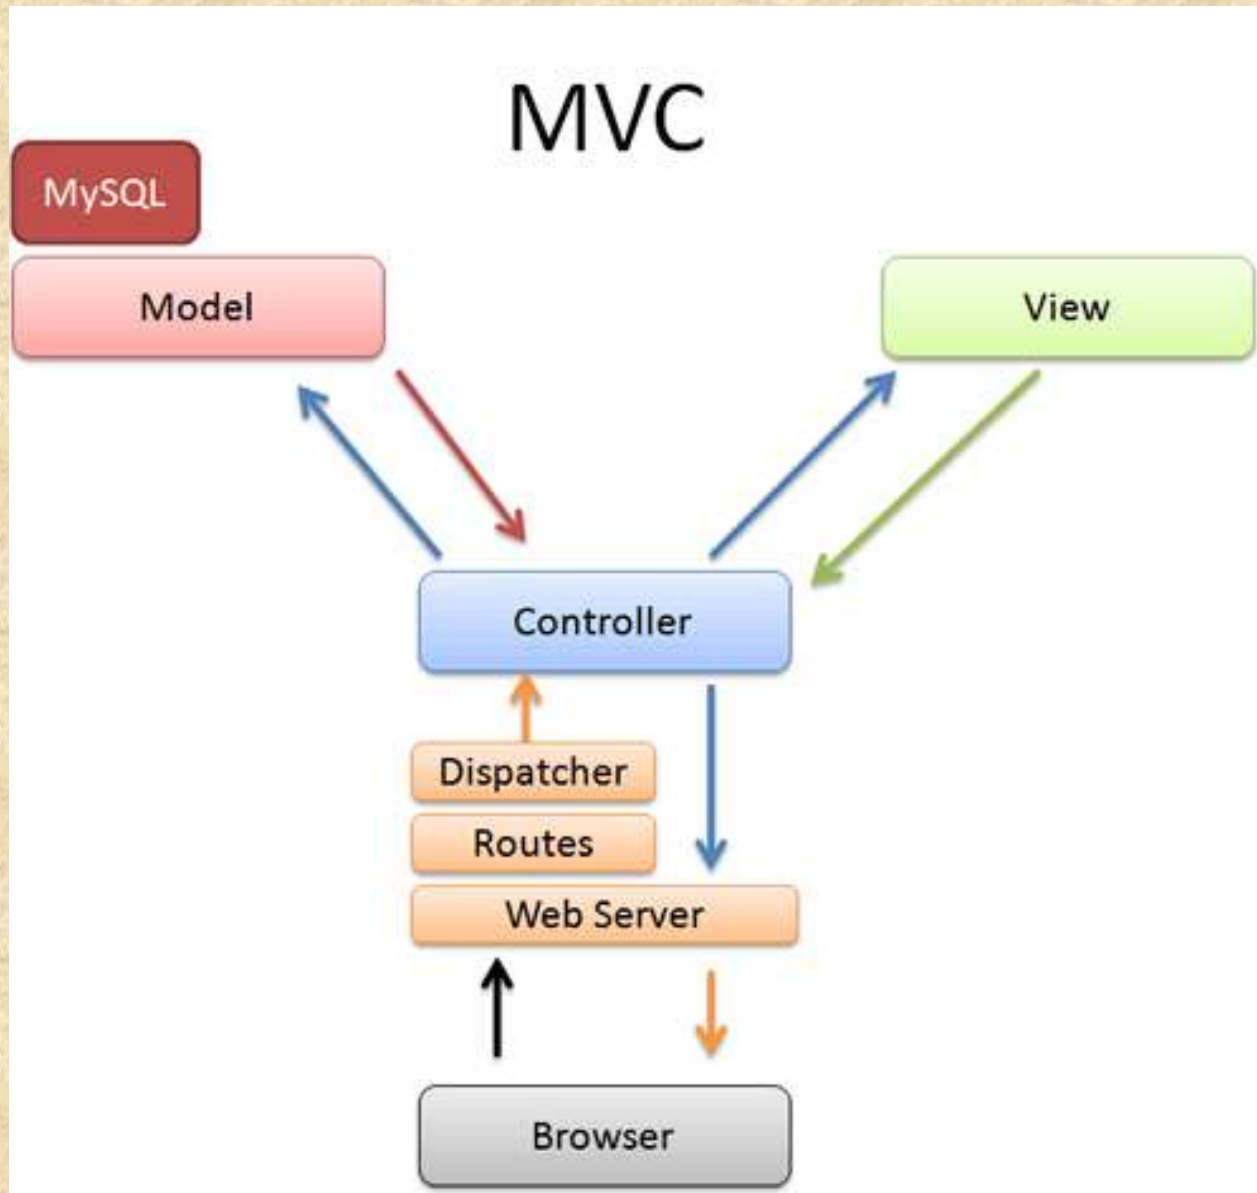 MVC
MySQL
Model
View
Controller
Dispatcher
Routes
Web Server
Browser